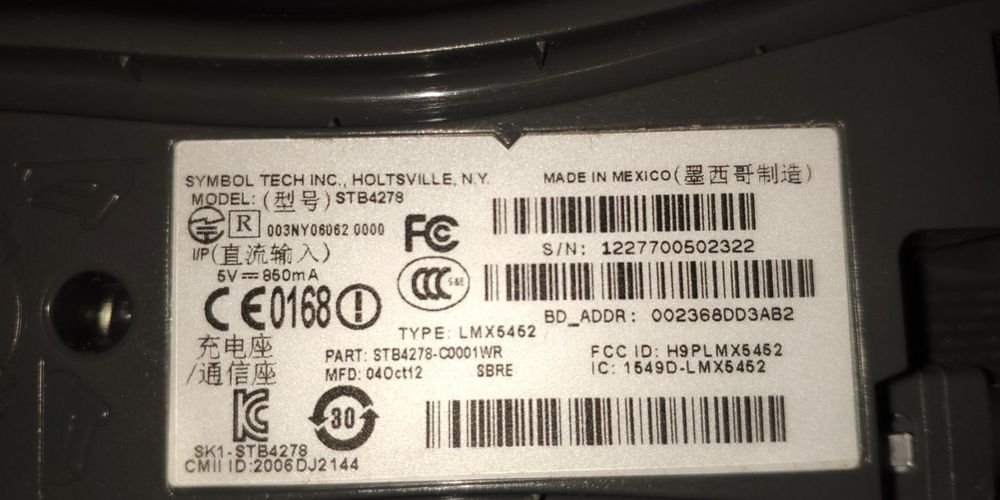 SYMBOL TECH INC., HOLTSVILLE, N.Y.
MADE IN MEXICO(墨西哥制造)
MODEL: (型号) STB4278
R 003NY06062 0000
FC
I/P(直流输入)
5V⎓850mA
S/N: 1227700502322
CCC S&E
CE0168
BD_ADDR: 002368DD3AB2
TYPE: LMX5452
充电座
/通信座
PART: STB4278-C0001WR
MFD: 04Oct12 SBRE
FCC ID: H9PLMX5452
IC: 1549D-LMX5452
30
SK1-STB4278
CMII ID:2006DJ2144